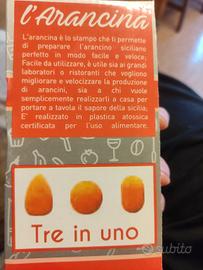 l'Arancina
L'arancina è lo stampo che ti permette
di preparare l'arancino siciliano
perfetto in modo facile e veloce.
Facile da utilizzare, è utile sia ai grandi
laboratori o ristoranti che vogliono
migliorare e velocizzare la produzione
di arancini, sia a chi vuole
semplicemente realizzarli a casa per
portare a tavola il sapore della sicilia.
E' realizzato in plastica atossica
certificata per l'uso alimentare.
Tre in uno
subito